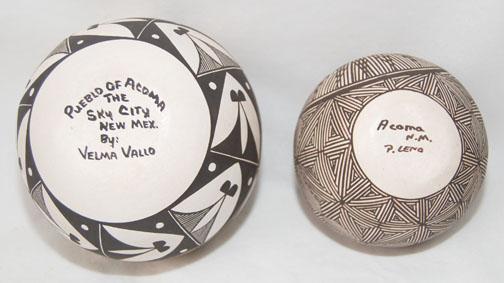 PUEBLO OF ACOMA
THE
SKY CITY
NEW MEX.
By:
VELMA VALLO
Acoma
N.M.
P. LENO